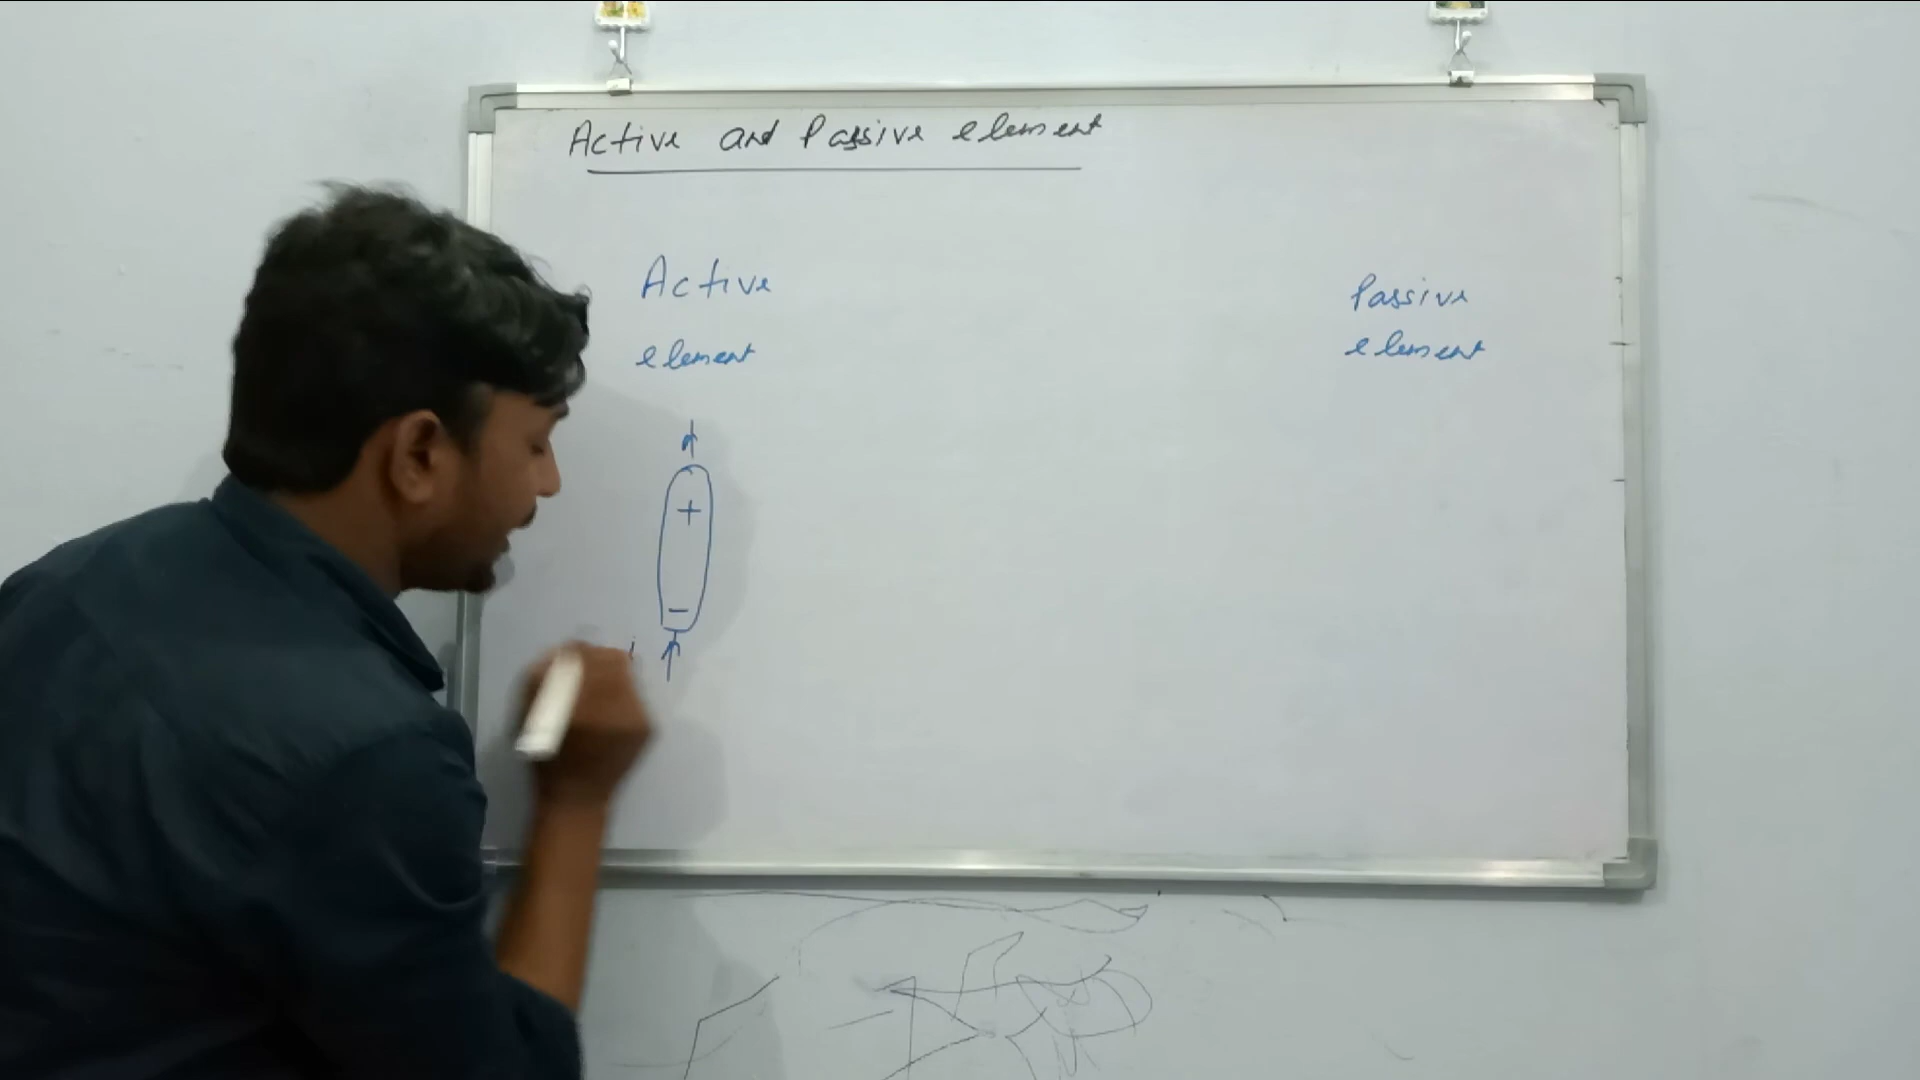 Active and Passive element
Active
element
Passive
element
+
-
i